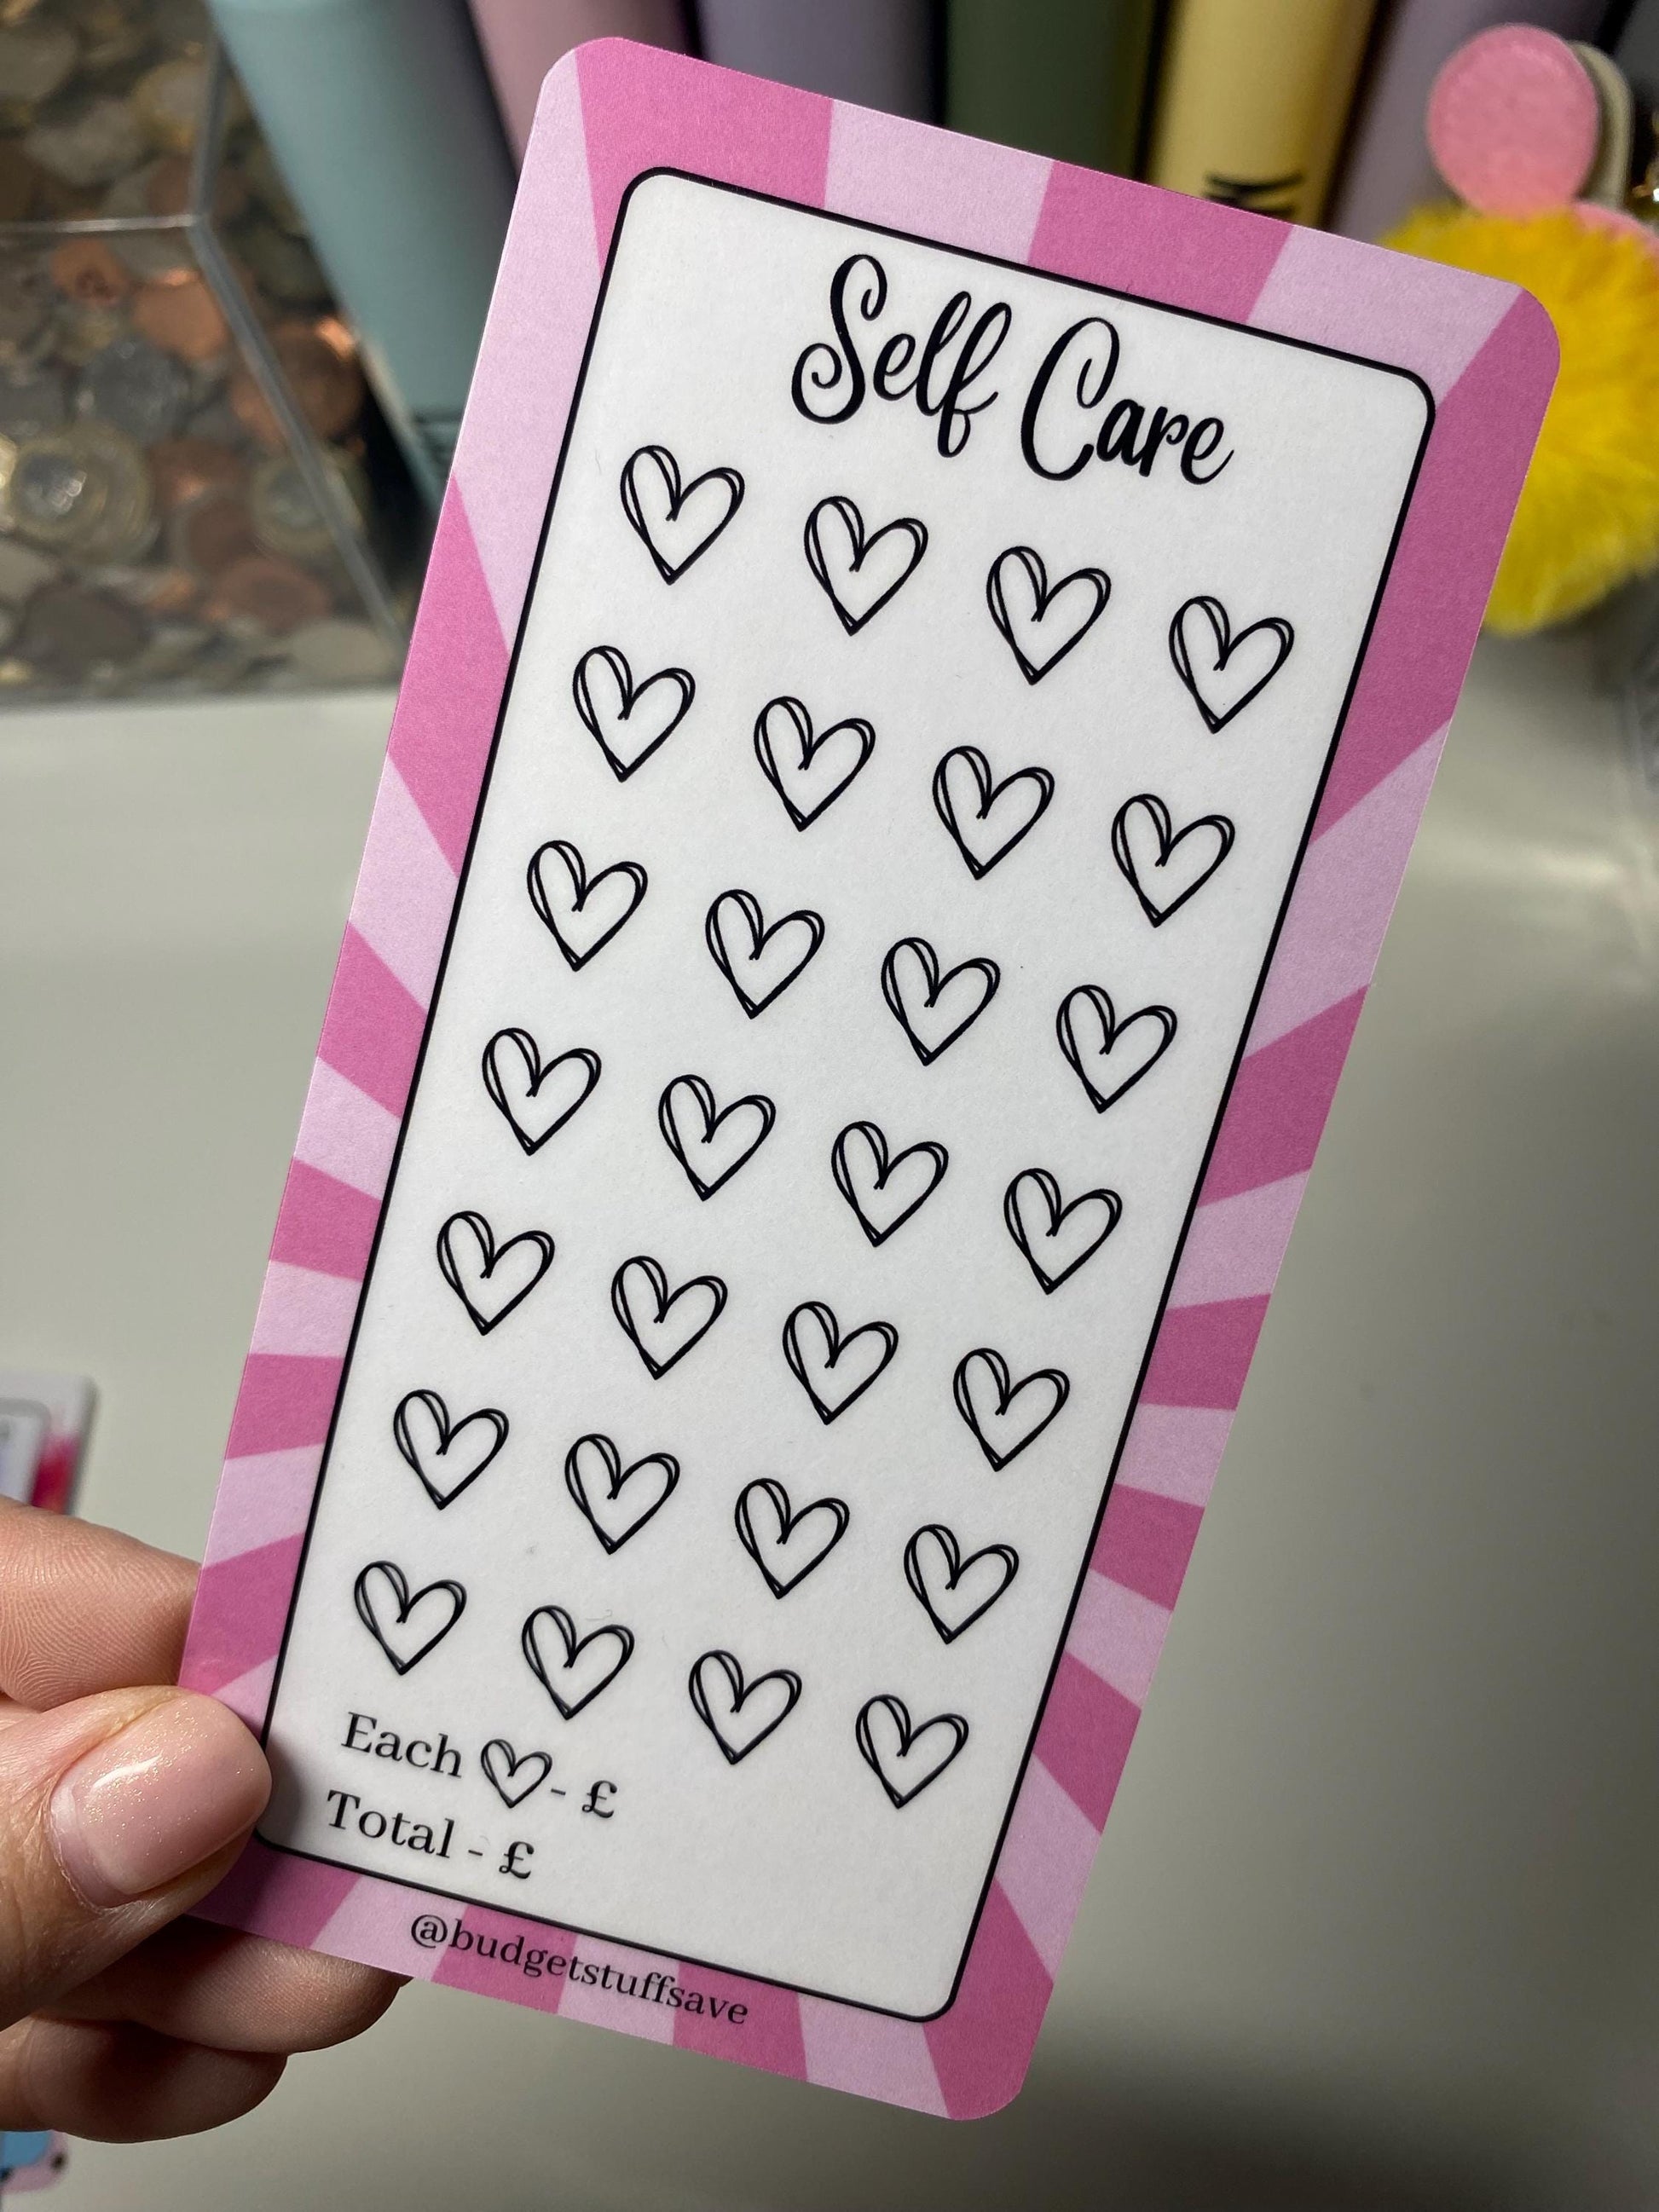 Self Care
Each ♡- £
Total - £
@budgetstuffsave